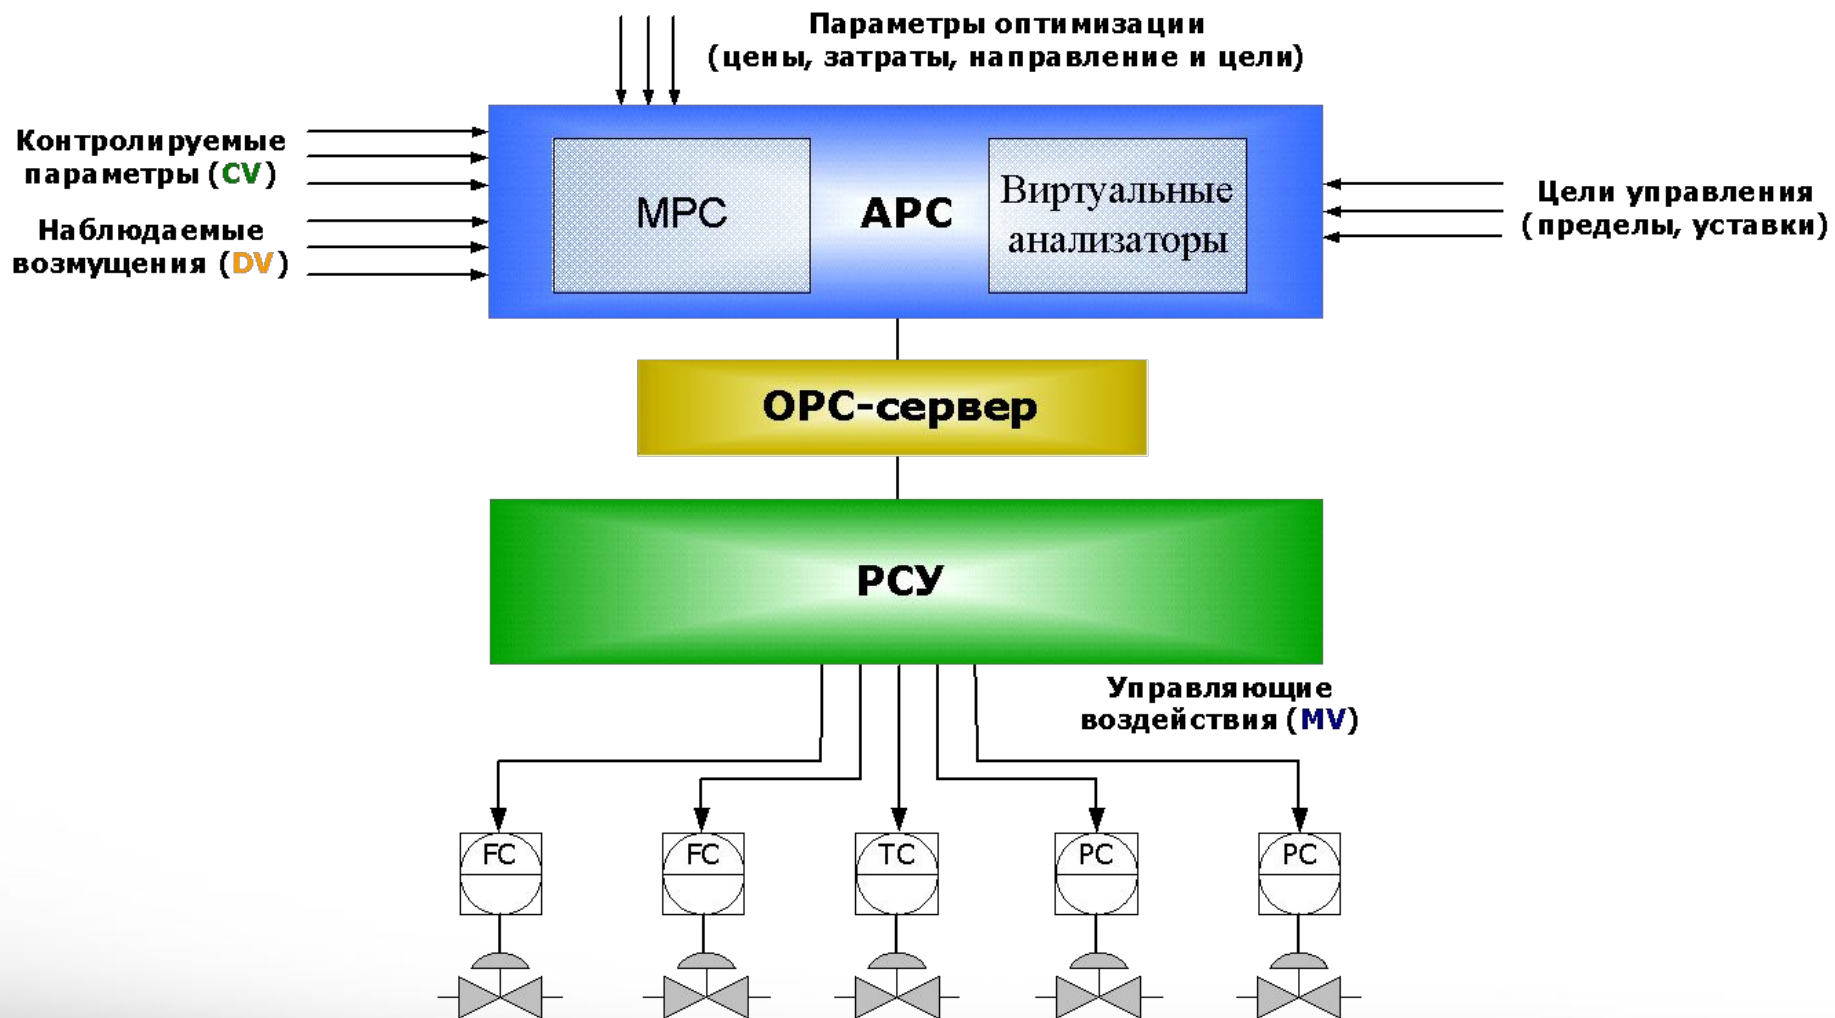 Параметры оптимизации
(цены, затраты, направление и цели)
Контролируемые
параметры (CV)
Наблюдаемые
возмущения (DV)
MPC
APC
Виртуальные
анализаторы
Цели управления
(пределы, уставки)
OPC-сервер
РСУ
Управляющие
воздействия (MV)
FC
FC
TC
PC
PC